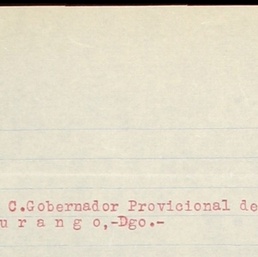 C.Gobernador Provicional de
u r a n g o,-Dgo.-